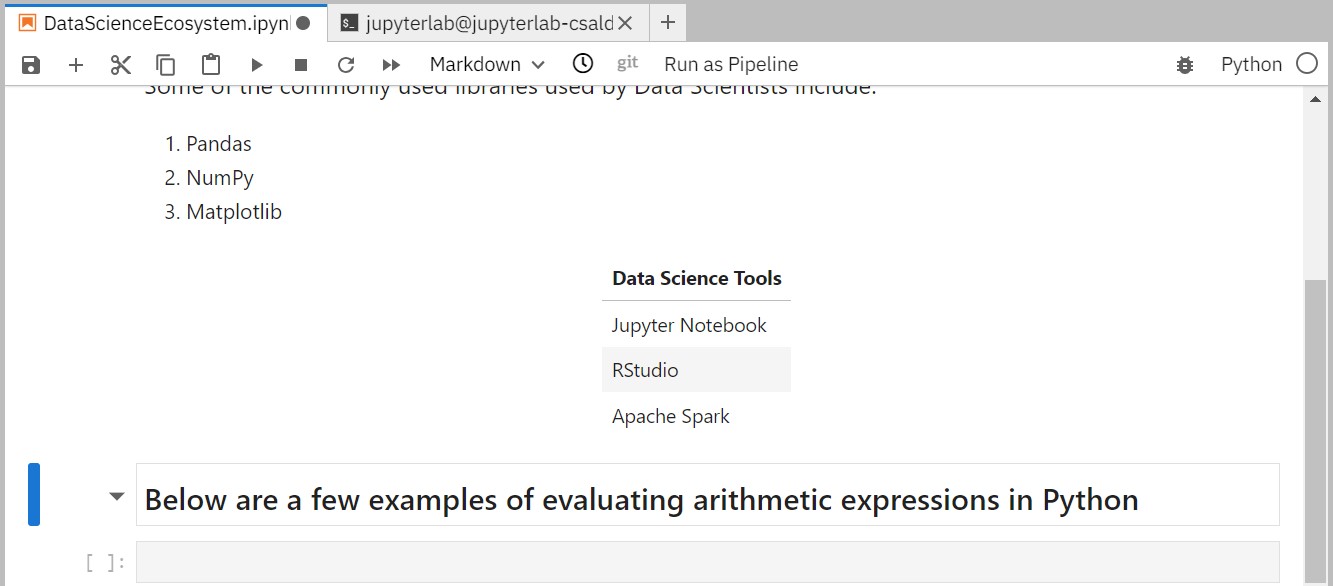 DataScienceEcosystem.ipynl
$_ jupyterlab@jupyterlab-csald
Markdown git Run as Pipeline Python
Some of the commonly used libraries used by Data Scientists include:
1. Pandas
2. NumPy
3. Matplotlib
Data Science Tools
Jupyter Notebook
RStudio
Apache Spark
Below are a few examples of evaluating arithmetic expressions in Python
[ ]: